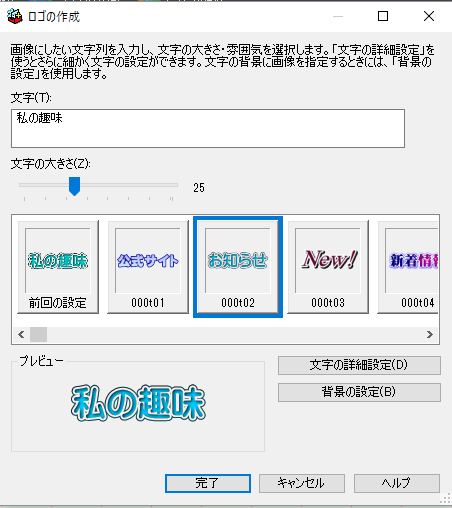 ロゴの作成
画像にしたい文字列を入力し、文字の大きさ・雰囲気を選択します。「文字の詳細設定」を
使うとさらに細かく文字の設定ができます。文字の背景に画像を指定するときには、「背景の
設定」を使用します。
文字(T):
私の趣味
文字の大きさ(Z):
25
私の趣味
公式サイト
お知らせ
New!
新着情報
前回の設定
000t01
000t02
000t03
000t04
プレビュー
私の趣味
文字の詳細設定(D)
背景の設定(B)
完了
キャンセル
ヘルプ